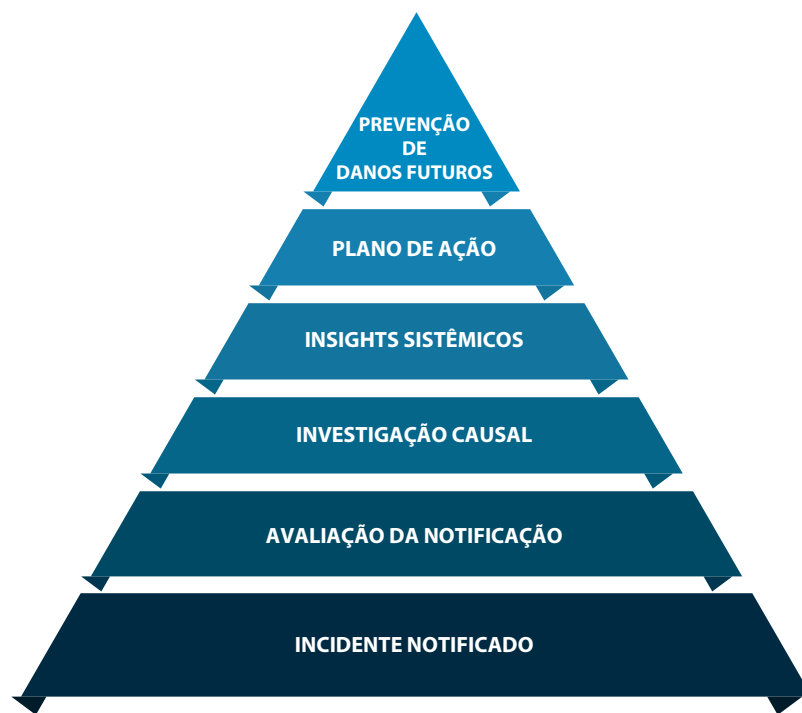 PREVENÇÃO
DE
DANOS FUTUROS
PLANO DE AÇÃO
INSIGHTS SISTÊMICOS
INVESTIGAÇÃO CAUSAL
AVALIAÇÃO DA NOTIFICAÇÃO
INCIDENTE NOTIFICADO